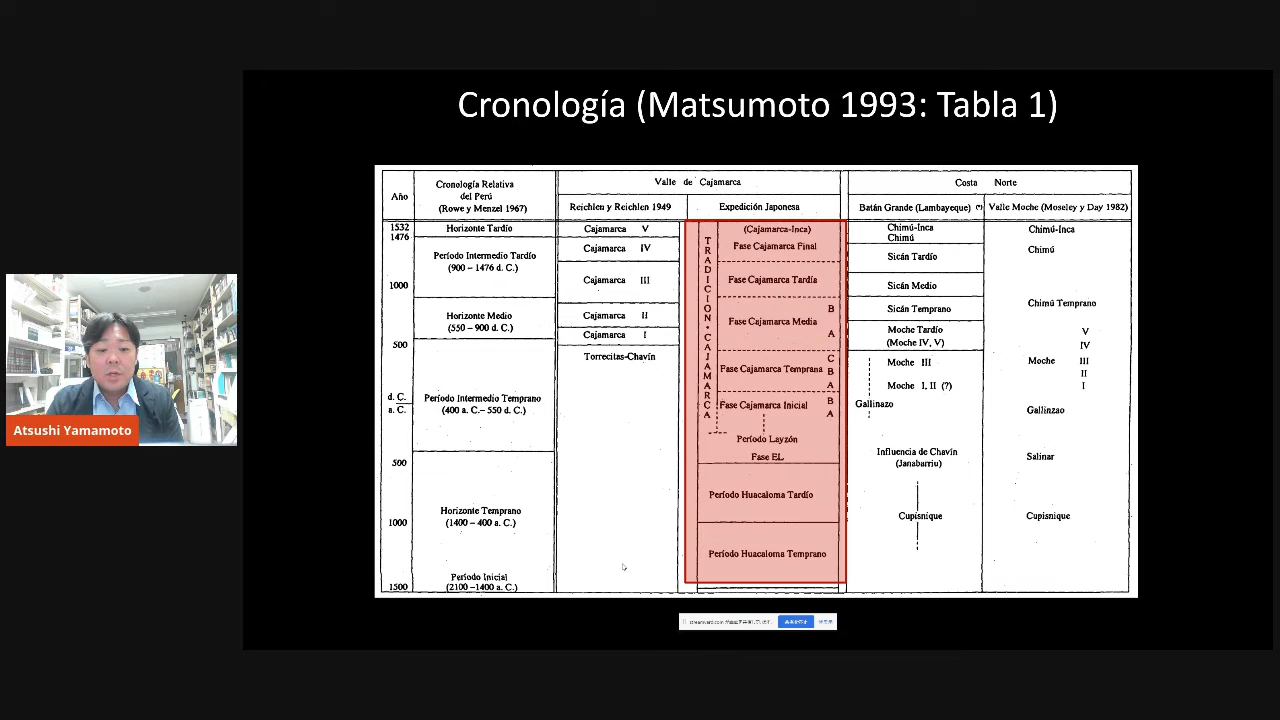 Cronología (Matsumoto 1993: Tabla 1)
Año
Cronología Relativa
del Perú
(Rowe y Menzel 1967)
Valle de Cajamarca
Costa Norte
Reichlen y Reichlen 1949
Expedición Japonesa
Batán Grande (Lambayeque) (*)
Valle Moche (Moseley y Day 1982)
1532
1476
1000
500
d. C.
a. C.
500
1000
1500
Horizonte Tardío
Período Intermedio Tardío
(900 – 1476 d. C.)
Horizonte Medio
(550 – 900 d. C.)
Período Intermedio Temprano
(400 a. C. – 550 d. C.)
Horizonte Temprano
(1400 – 400 a. C.)
Período Inicial
(2100 – 1400 a. C.)
Cajamarca V
Cajamarca IV
Cajamarca III
Cajamarca II
Cajamarca I
Torrecitas-Chavín
TRADICION • CAJAMARCA
(Cajamarca-Inca)
Fase Cajamarca Final
Fase Cajamarca Tardía
B
Fase Cajamarca Media
A
C
Fase Cajamarca Temprana B
A
Fase Cajamarca Inicial B
A
Período Layzón
Fase EL
Período Huacaloma Tardío
Período Huacaloma Temprano
Chimú-Inca
Chimú
Sicán Tardío
Sicán Medio
Sicán Temprano
Moche Tardío
(Moche IV, V)
Moche III
Moche I, II (?)
Gallinazo
Influencia de Chavín
(Janabarriu)
Cupisnique
Chimú-Inca
Chimú
Chimú Temprano
V
IV
Moche III
II
I
Gallinzao
Salinar
Cupisnique
Atsushi Yamamoto